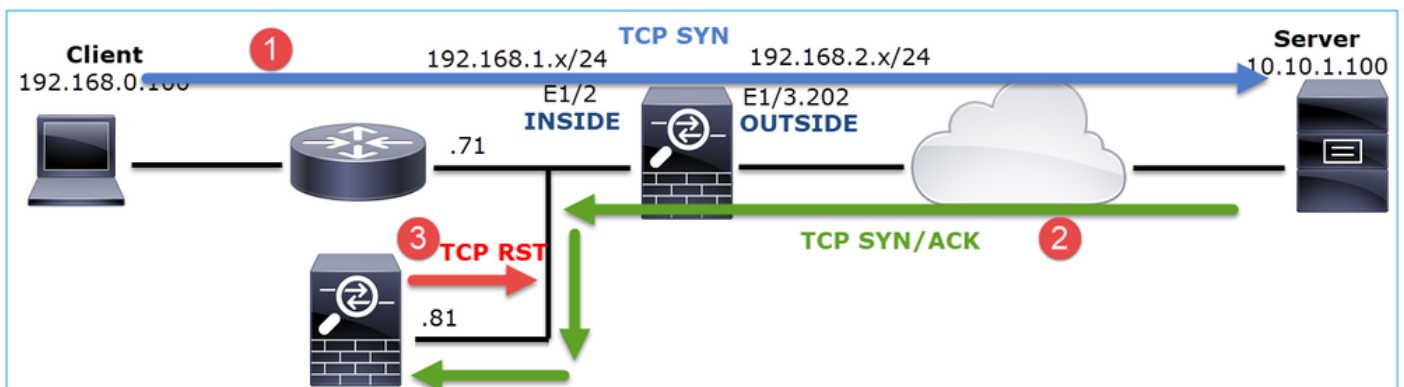 TCP SYN
Client
192.168.0.100
1
192.168.1.x/24
192.168.2.x/24
Server
10.10.1.100
E1/2
INSIDE
E1/3.202
OUTSIDE
.71
3
TCP RST
TCP SYN/ACK
2
.81